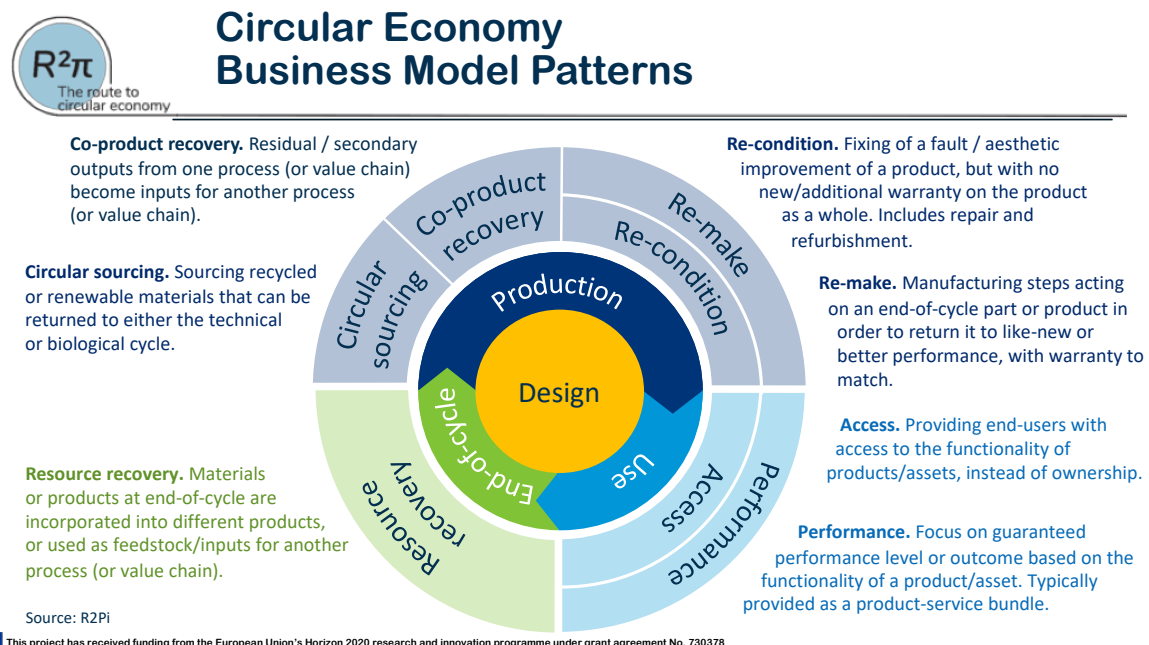 Circular Economy
Business Model Patterns
R²π
The route to
circular economy
Co-product recovery. Residual / secondary
outputs from one process (or value chain)
become inputs for another process
(or value chain).
Circular sourcing. Sourcing recycled
or renewable materials that can be
returned to either the technical
or biological cycle.
Resource recovery. Materials
or products at end-of-cycle are
incorporated into different products,
or used as feedstock/inputs for another
process (or value chain).
Co-product
recovery
Circular
sourcing
Re-make
Re-condition
Production
Design
End-of-cycle
Use
Resource
recovery
Access
Performance
Re-condition. Fixing of a fault / aesthetic
improvement of a product, but with no
new/additional warranty on the product
as a whole. Includes repair and
refurbishment.
Re-make. Manufacturing steps acting
on an end-of-cycle part or product in
order to return it to like-new or
better performance, with warranty to
match.
Access. Providing end-users with
access to the functionality of
products/assets, instead of ownership.
Performance. Focus on guaranteed
performance level or outcome based on the
functionality of a product/asset. Typically
provided as a product-service bundle.
Source: R2Pi
This project has received funding from the European Union's Horizon 2020 research and innovation programme under grant agreement No. 730378